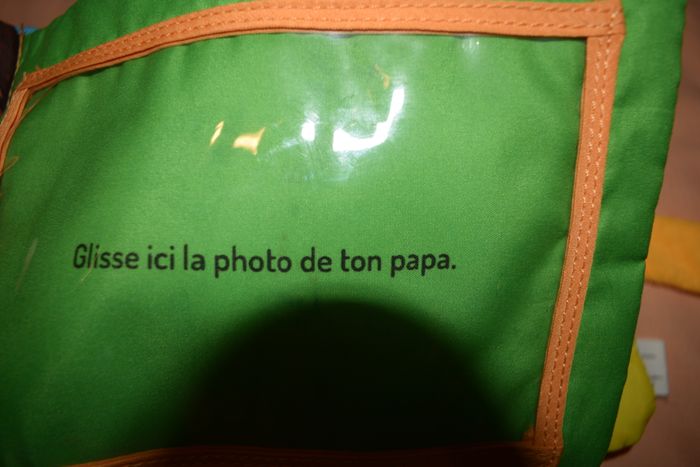 Glisse ici la photo de ton papa.